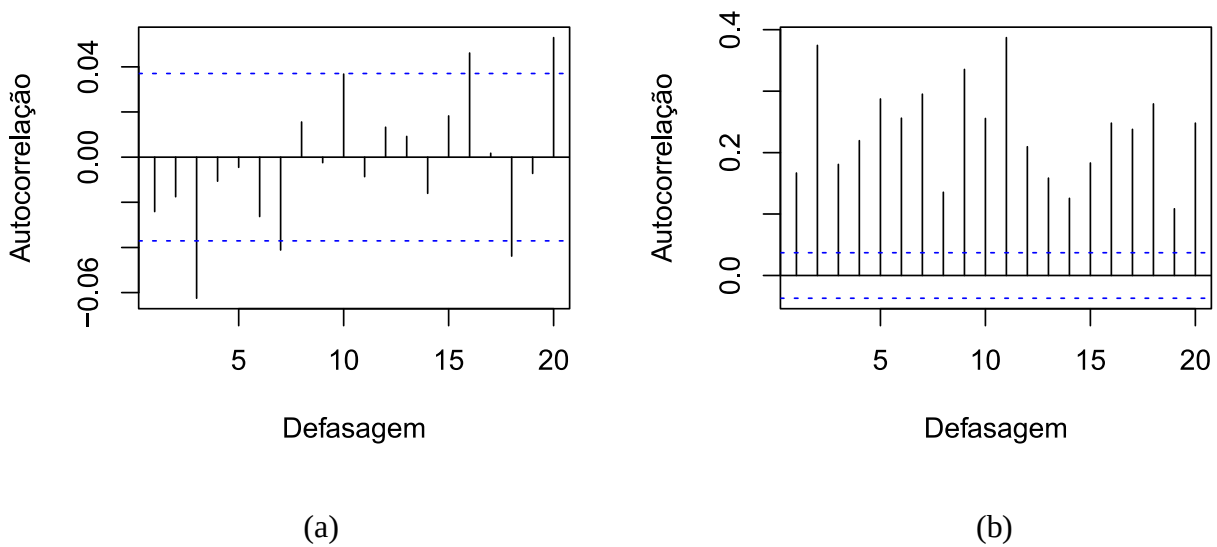 Autocorrelação
0.04
0.00
−0.06
5 10 15 20
Defasagem
(a)
Autocorrelação
0.4
0.2
0.0
5 10 15 20
Defasagem
(b)